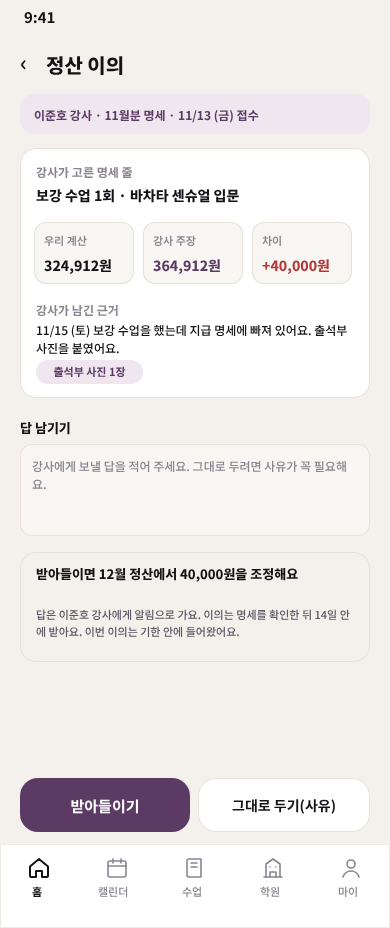 9:41
정산 이의
이준호 강사 · 11월분 명세 · 11/13 (금) 접수
강사가 고른 명세 줄
보강 수업 1회 · 바차타 센슈얼 입문
우리 계산
324,912원
강사 주장
364,912원
차이
+40,000원
강사가 남긴 근거
11/15 (토) 보강 수업을 했는데 지급 명세에 빠져 있어요. 출석부
사진을 붙였어요.
출석부 사진 1장
답 남기기
강사에게 보낼 답을 적어 주세요. 그대로 두려면 사유가 꼭 필요해
요.
받아들이면 12월 정산에서 40,000원을 조정해요
답은 이준호 강사에게 알림으로 가요. 이의는 명세를 확인한 뒤 14일 안
에 받아요. 이번 이의는 기한 안에 들어왔어요.
받아들이기
그대로 두기(사유)
홈
캘린더
수업
학원
마이